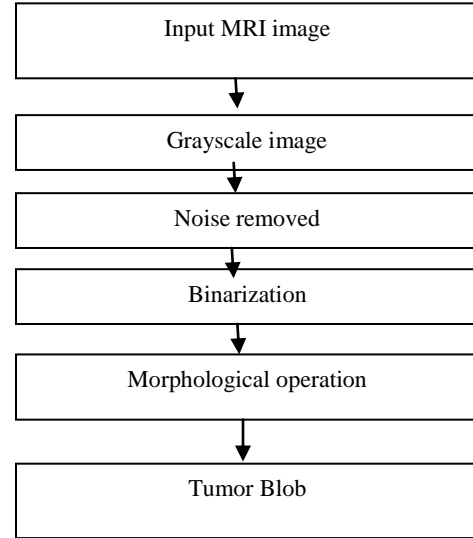 Input MRI image
Grayscale image
Noise removed
Binarization
Morphological operation
Tumor Blob